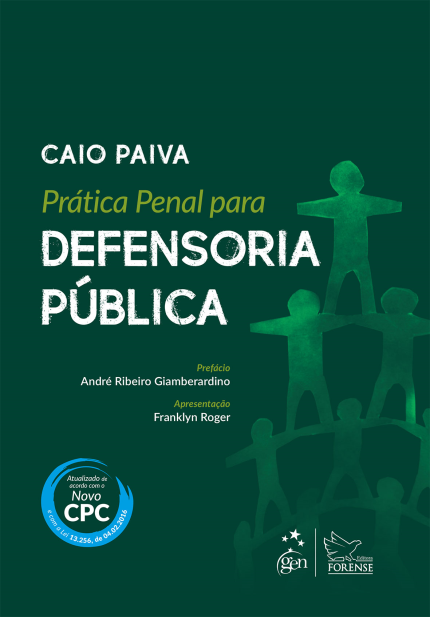 CAIO PAIVA
Prática Penal para
DEFENSORIA
PÚBLICA
Prefácio
André Ribeiro Giamberardino
Apresentação
Franklyn Roger
Atualizado de
acordo com o
Novo
CPC
e com a Lei 13.256, de 04.02.2016
gen
Editora
FORENSE